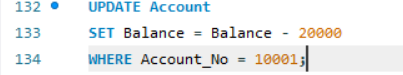 132 UPDATE Account
133 SET Balance = Balance - 20000
134 WHERE Account_No = 10001;